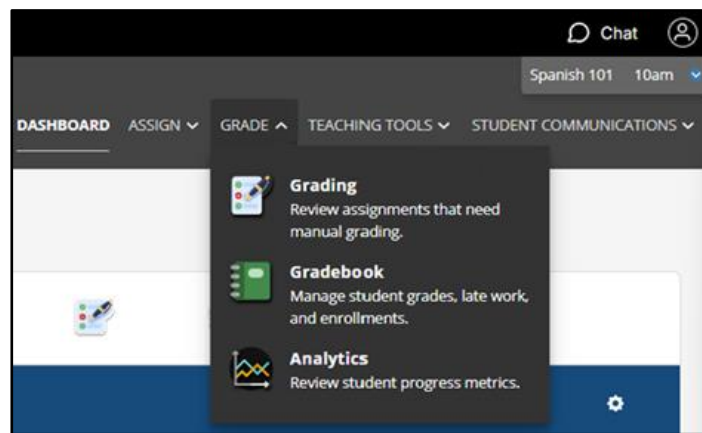 Chat
Spanish 101 10am
DASHBOARD ASSIGN GRADE TEACHING TOOLS STUDENT COMMUNICATIONS
Grading
Review assignments that need
manual grading.
Gradebook
Manage student grades, late work,
and enrollments.
Analytics
Review student progress metrics.